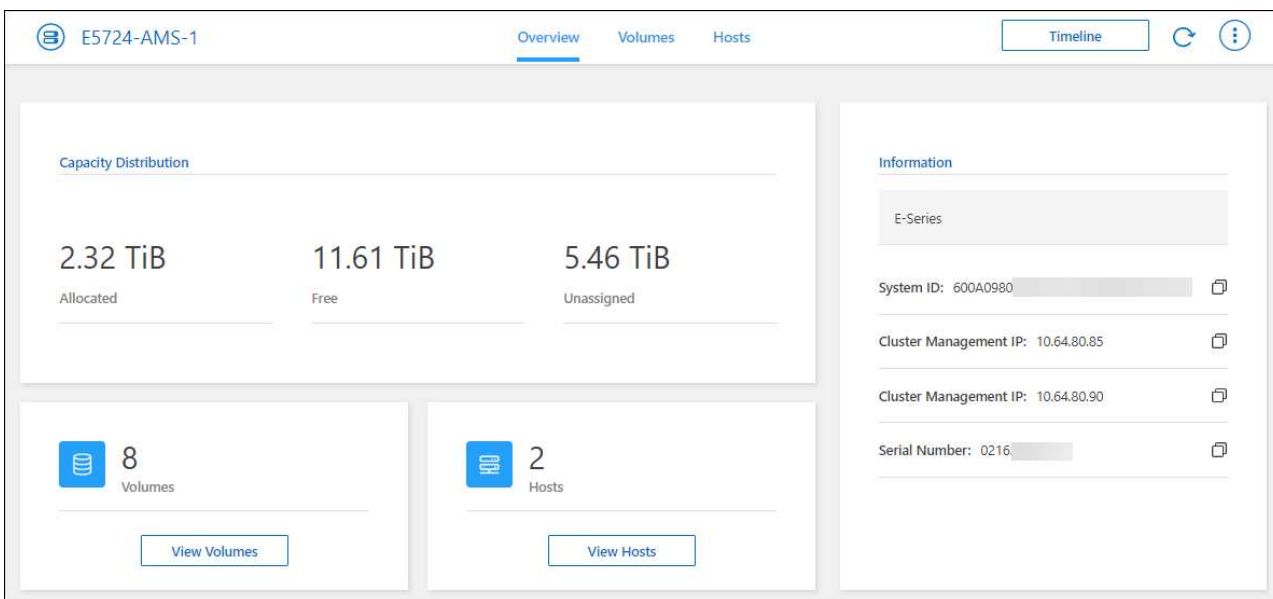 E5724-AMS-1
Overview
Volumes
Hosts
Timeline
Capacity Distribution
2.32 TiB
Allocated
11.61 TiB
Free
5.46 TiB
Unassigned
8
Volumes
View Volumes
2
Hosts
View Hosts
Information
E-Series
System ID: 600A0980
Cluster Management IP: 10.64.80.85
Cluster Management IP: 10.64.80.90
Serial Number: 0216